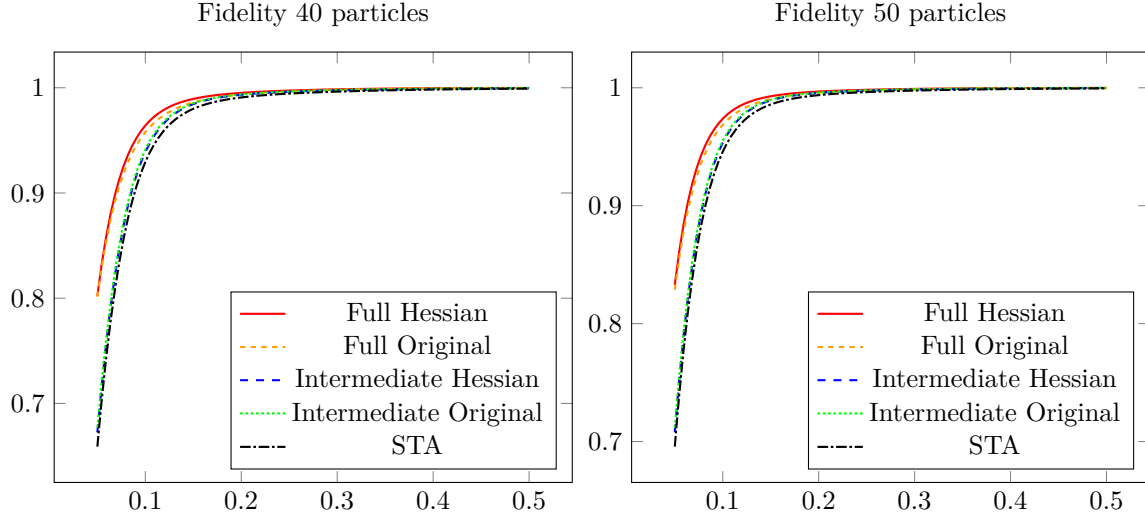 Fidelity 40 particles
1
0.9
0.8
0.7
0.1 0.2 0.3 0.4 0.5
Full Hessian
Full Original
Intermediate Hessian
Intermediate Original
STA
Fidelity 50 particles
1
0.9
0.8
0.7
0.1 0.2 0.3 0.4 0.5
Full Hessian
Full Original
Intermediate Hessian
Intermediate Original
STA